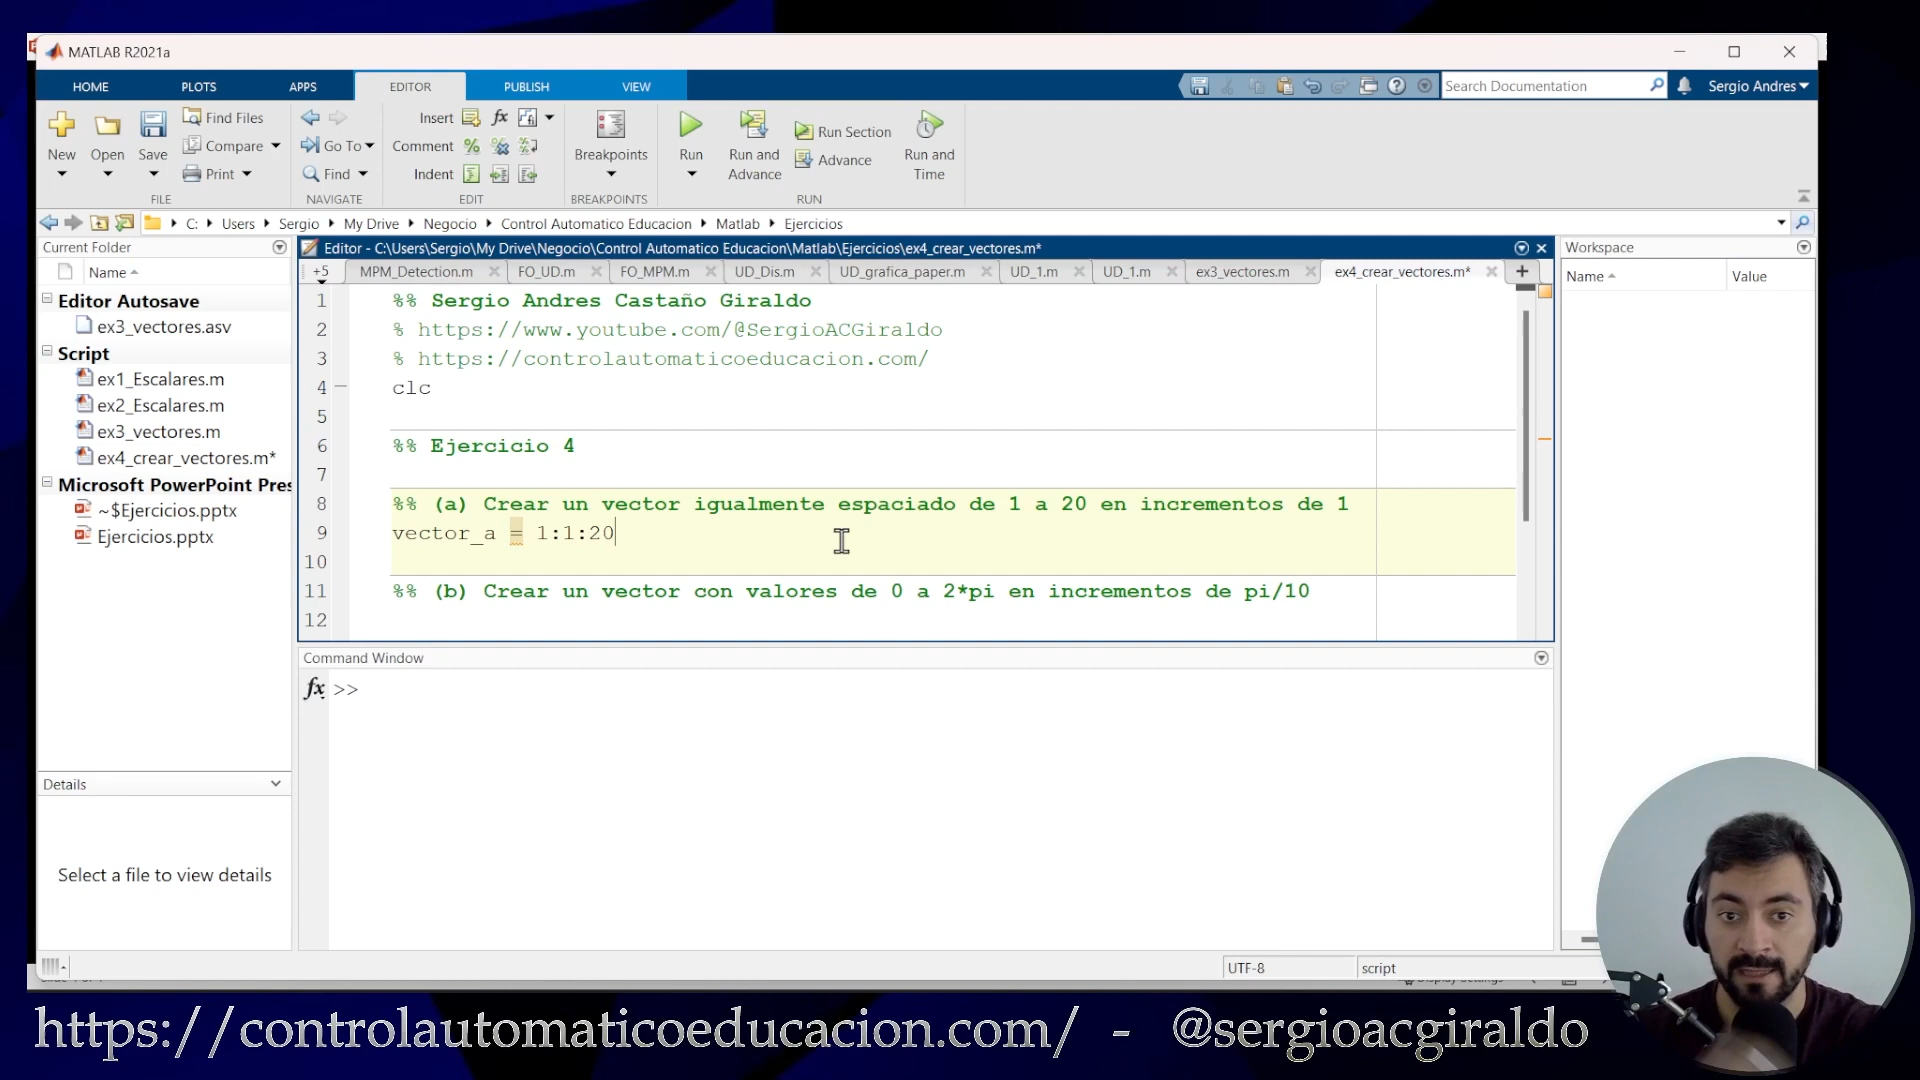 MATLAB R2021a
HOME PLOTS APPS EDITOR PUBLISH VIEW Search Documentation Sergio Andres
New Open Save Find Files Compare Print
Go To Find
Insert fx
Comment
Indent
Breakpoints
Run
Run and Advance
Run Section
Advance
Run and Time
FILE NAVIGATE EDIT BREAKPOINTS RUN
C: Users Sergio My Drive Negocio Control Automatico Educacion Matlab Ejercicios
Current Folder
Name
Editor Autosave
ex3_vectores.asv
Script
ex1_Escalares.m
ex2_Escalares.m
ex3_vectores.m
ex4_crear_vectores.m*
Microsoft PowerPoint Pres
~$Ejercicios.pptx
Ejercicios.pptx
Details
Select a file to view details
Editor - C:\Users\Sergio\My Drive\Negocio\Control Automatico Educacion\Matlab\Ejercicios\ex4_crear_vectores.m*
+5 MPM_Detection.m FO_UD.m FO_MPM.m UD_Dis.m UD_grafica_paper.m UD_1.m UD_1.m ex3_vectores.m ex4_crear_vectores.m* +
1 %% Sergio Andres Castaño Giraldo
2 % https://www.youtube.com/@SergioACGiraldo
3 % https://controlautomaticoeducacion.com/
4 clc
5
6 %% Ejercicio 4
7
8 %% (a) Crear un vector igualmente espaciado de 1 a 20 en incrementos de 1
9 vector_a = 1:1:20
10
11 %% (b) Crear un vector con valores de 0 a 2*pi en incrementos de pi/10
12
Command Window
fx >>
Workspace
Name Value
UTF-8 script
https://controlautomaticoeducacion.com/ - @sergioacgiraldo